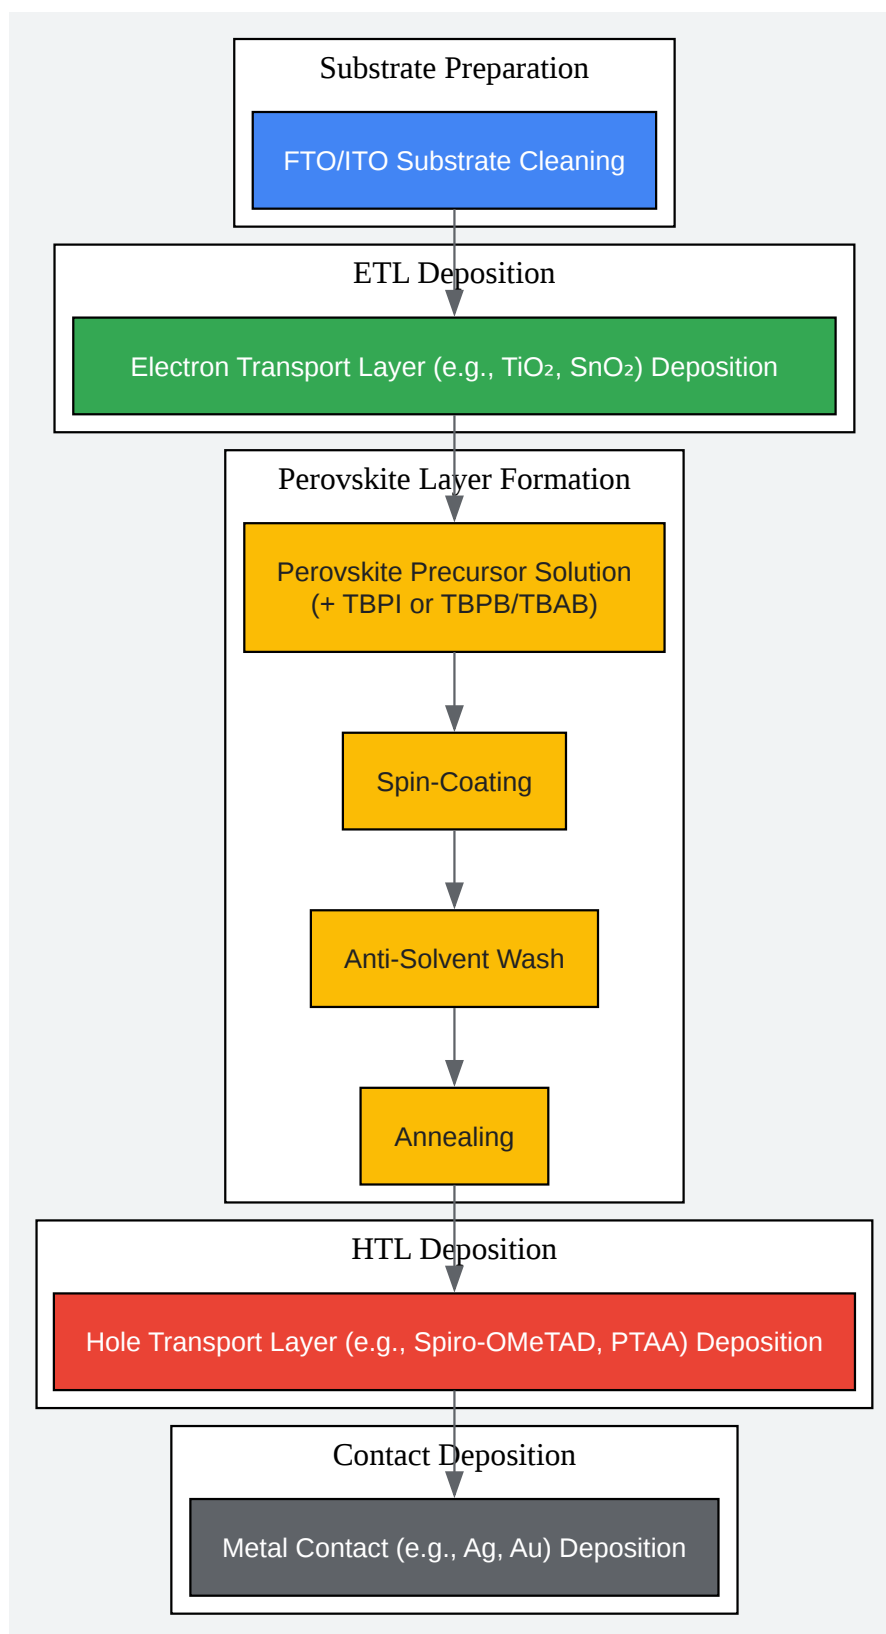 Substrate Preparation
FTO/ITO Substrate Cleaning
ETL Deposition
Electron Transport Layer (e.g., TiO₂, SnO₂) Deposition
Perovskite Layer Formation
Perovskite Precursor Solution
(+ TBPI or TBPB/TBAB)
Spin-Coating
Anti-Solvent Wash
Annealing
HTL Deposition
Hole Transport Layer (e.g., Spiro-OMeTAD, PTAA) Deposition
Contact Deposition
Metal Contact (e.g., Ag, Au) Deposition